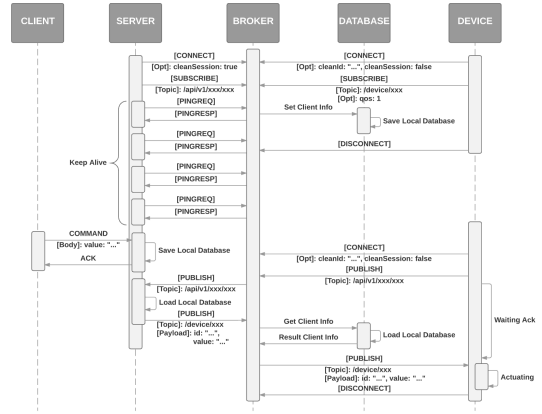 CLIENT
SERVER
BROKER
DATABASE
DEVICE
[CONNECT]
[Opt]: cleanSession: true
[CONNECT]
[Opt]: cleanId: "...", cleanSession: false
[SUBSCRIBE]
[Topic]: /api/v1/xxx/xxx
[SUBSCRIBE]
[Topic]: /device/xxx
[Opt]: qos: 1
[PINGREQ]
[PINGRESP]
Set Client Info
Save Local Database
[PINGREQ]
[PINGRESP]
[DISCONNECT]
Keep Alive
[PINGREQ]
[PINGRESP]
[PINGREQ]
[PINGRESP]
COMMAND
[Body]: value: "..."
ACK
Save Local Database
[CONNECT]
[Opt]: cleanId: "...", cleanSession: false
[PUBLISH]
[Topic]: /api/v1/xxx/xxx
[PUBLISH]
[Topic]: /api/v1/xxx/xxx
Load Local Database
[PUBLISH]
[Topic]: /device/xxx
[Payload]: id: "...",
value: "..."
Get Client Info
Result Client Info
Load Local Database
Waiting Ack
[PUBLISH]
[Topic]: /device/xxx
[Payload]: id: "...", value: "..."
Actuating
[DISCONNECT]